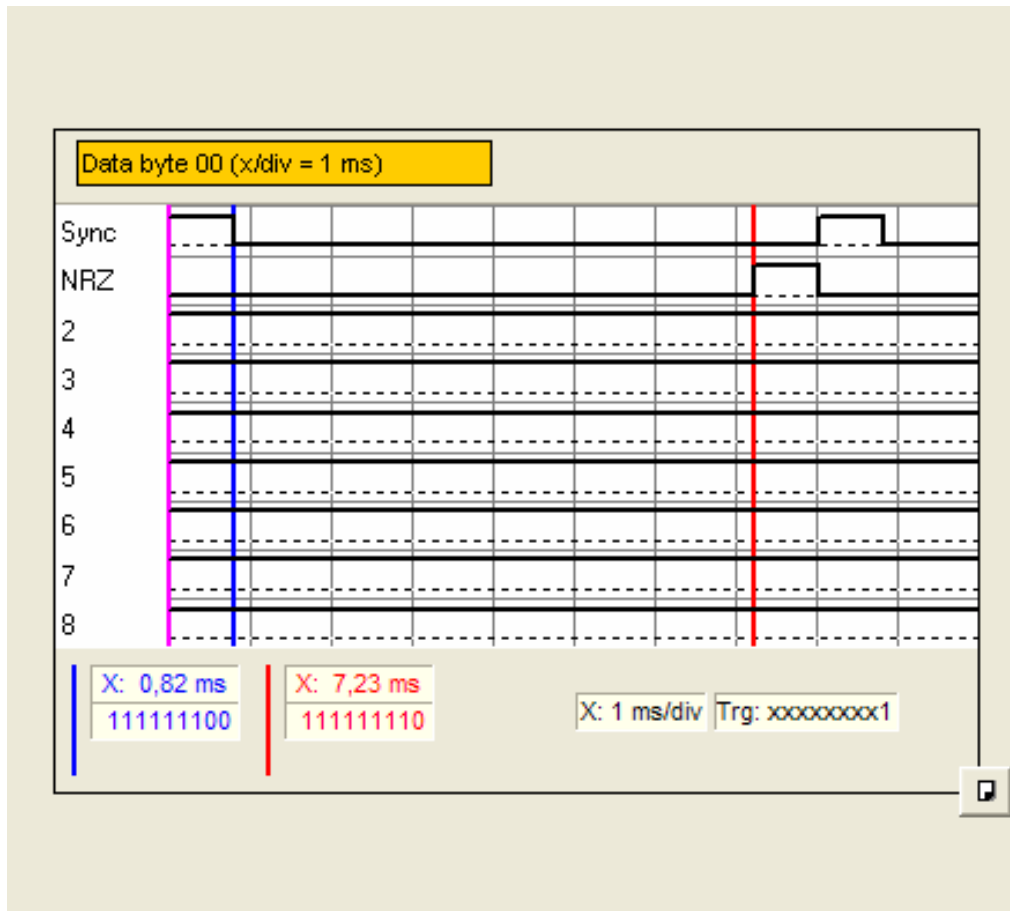 Data byte 00 (x/div = 1 ms)
Sync
NRZ
2
3
4
5
6
7
8
X: 0,82 ms
111111100
X: 7,23 ms
111111110
X: 1 ms/div
Trg: xxxxxxxx1